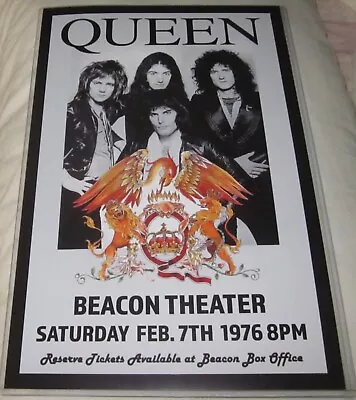 QUEEN
BEACON THEATER
SATURDAY FEB. 7TH 1976 8PM
Reserve Tickets Available at Beacon Box Office